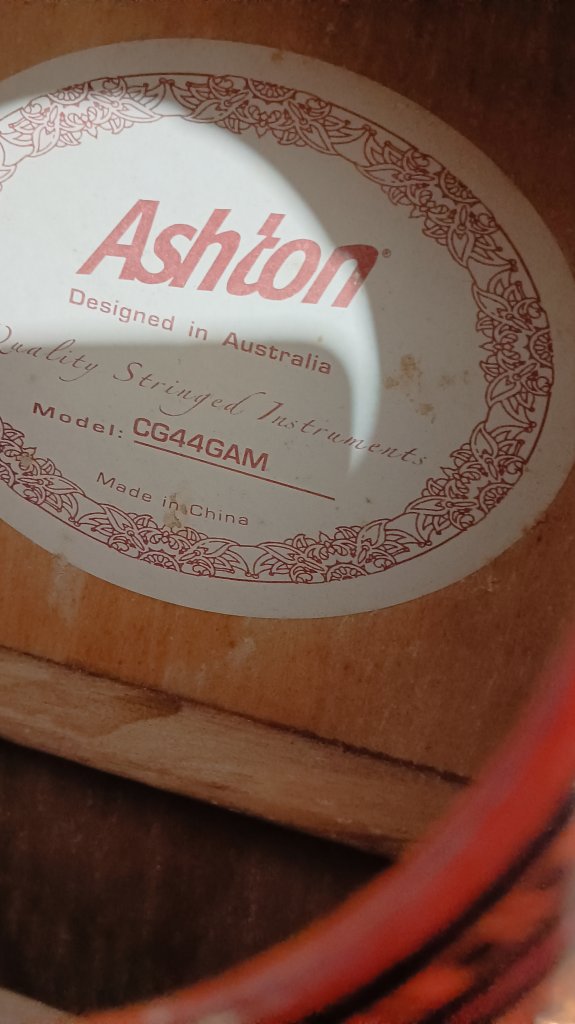 Ashton®
Designed in Australia
Quality Stringed Instruments
Model: CG44GAM
Made in China